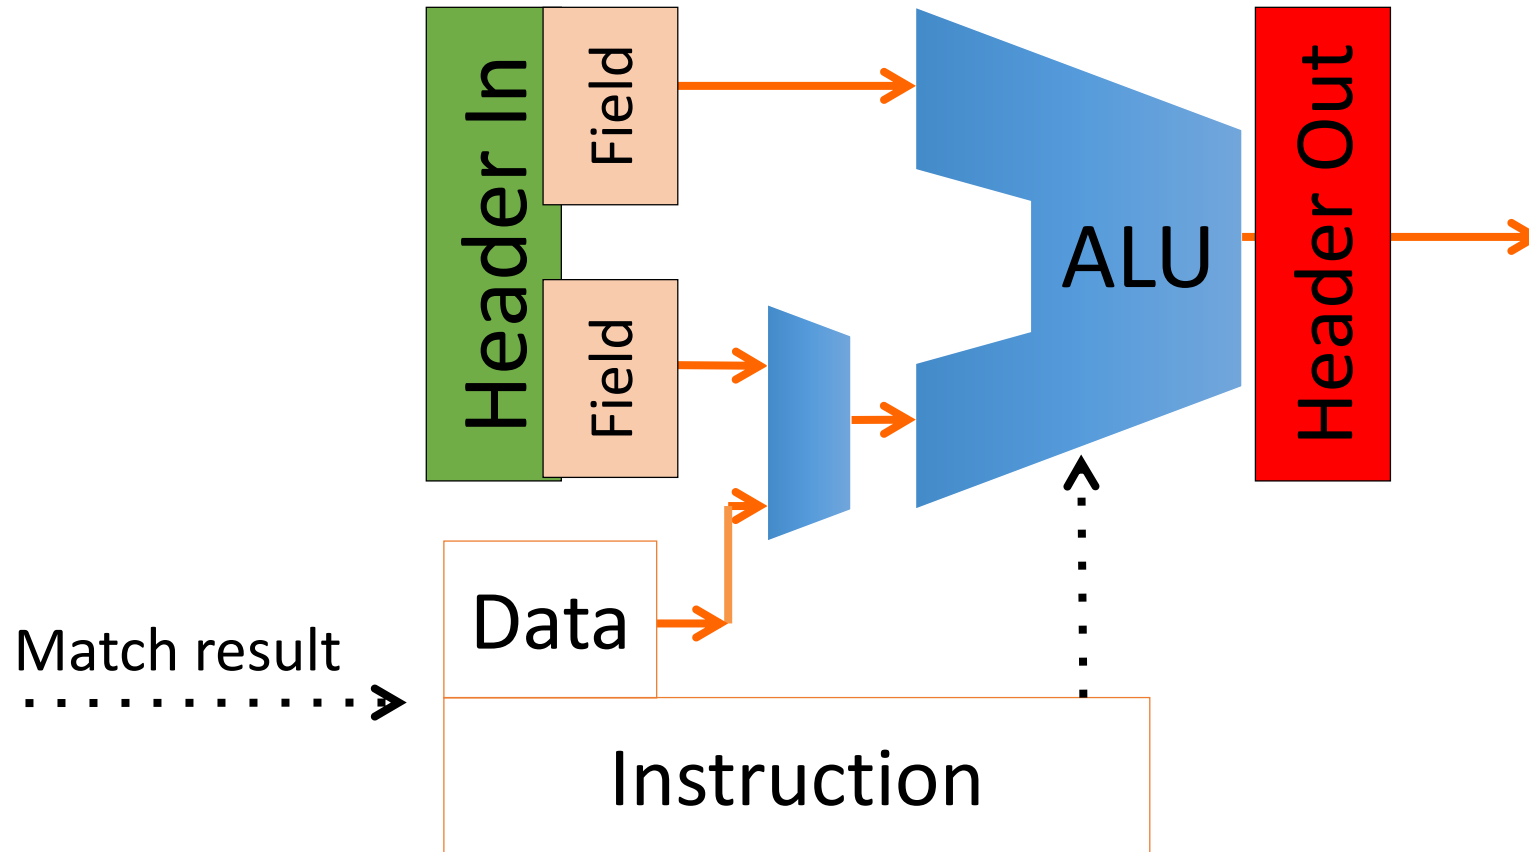 Header In
Field
Field
ALU
Header Out
Data
Match result
Instruction